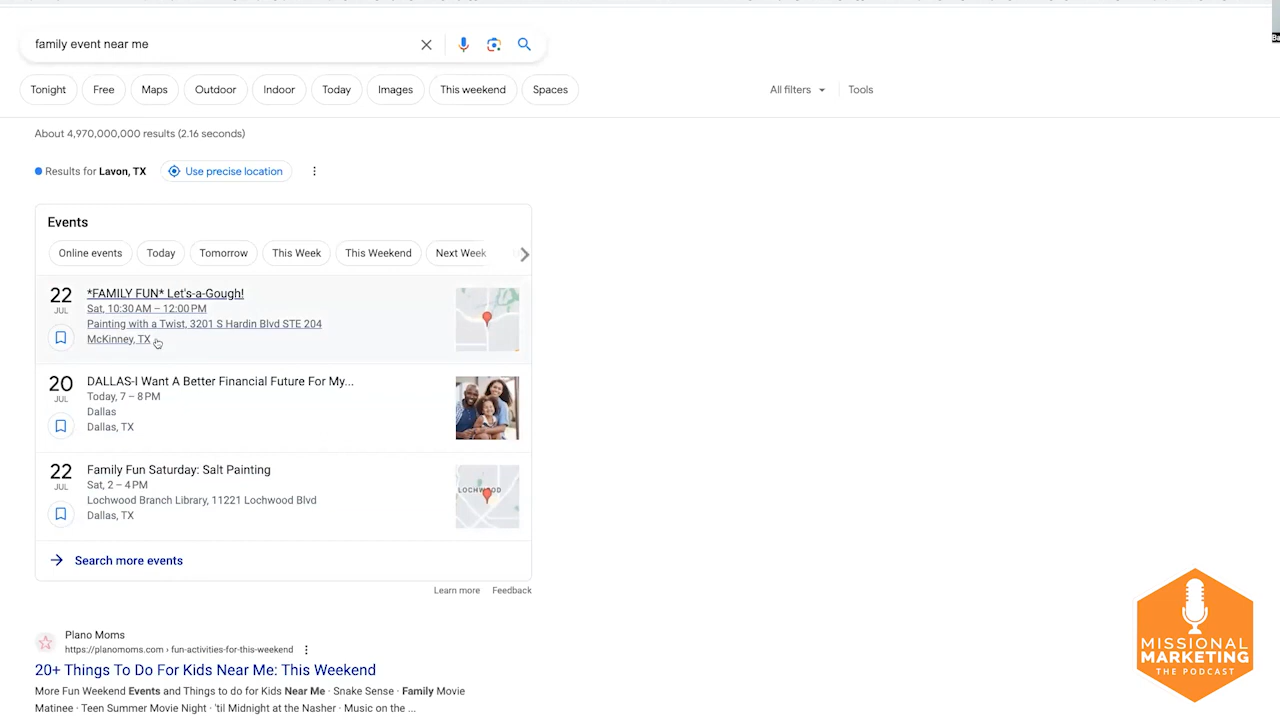 family event near me
Tonight Free Maps Outdoor Indoor Today Images This weekend Spaces All filters Tools
About 4,970,000,000 results (2.16 seconds)
Results for Lavon, TX Use precise location
Events
Online events Today Tomorrow This Week This Weekend Next Week
22 *FAMILY FUN* Let's-a-Gough!
JUL Sat, 10:30 AM – 12:00 PM
Painting with a Twist, 3201 S Hardin Blvd STE 204
McKinney, TX
20 DALLAS-I Want A Better Financial Future For My...
JUL Today, 7 – 8 PM
Dallas
Dallas, TX
22 Family Fun Saturday: Salt Painting
JUL Sat, 2 – 4 PM
Lochwood Branch Library, 11221 Lochwood Blvd
Dallas, TX
LOCHWOOD
Search more events
Learn more Feedback
Plano Moms
https://planomoms.com › fun-activities-for-this-weekend
20+ Things To Do For Kids Near Me: This Weekend
More Fun Weekend Events and Things to do for Kids Near Me · Snake Sense · Family Movie
Matinee · Teen Summer Movie Night · 'til Midnight at the Nasher · Music on the ...
MISSIONAL
MARKETING
THE PODCAST